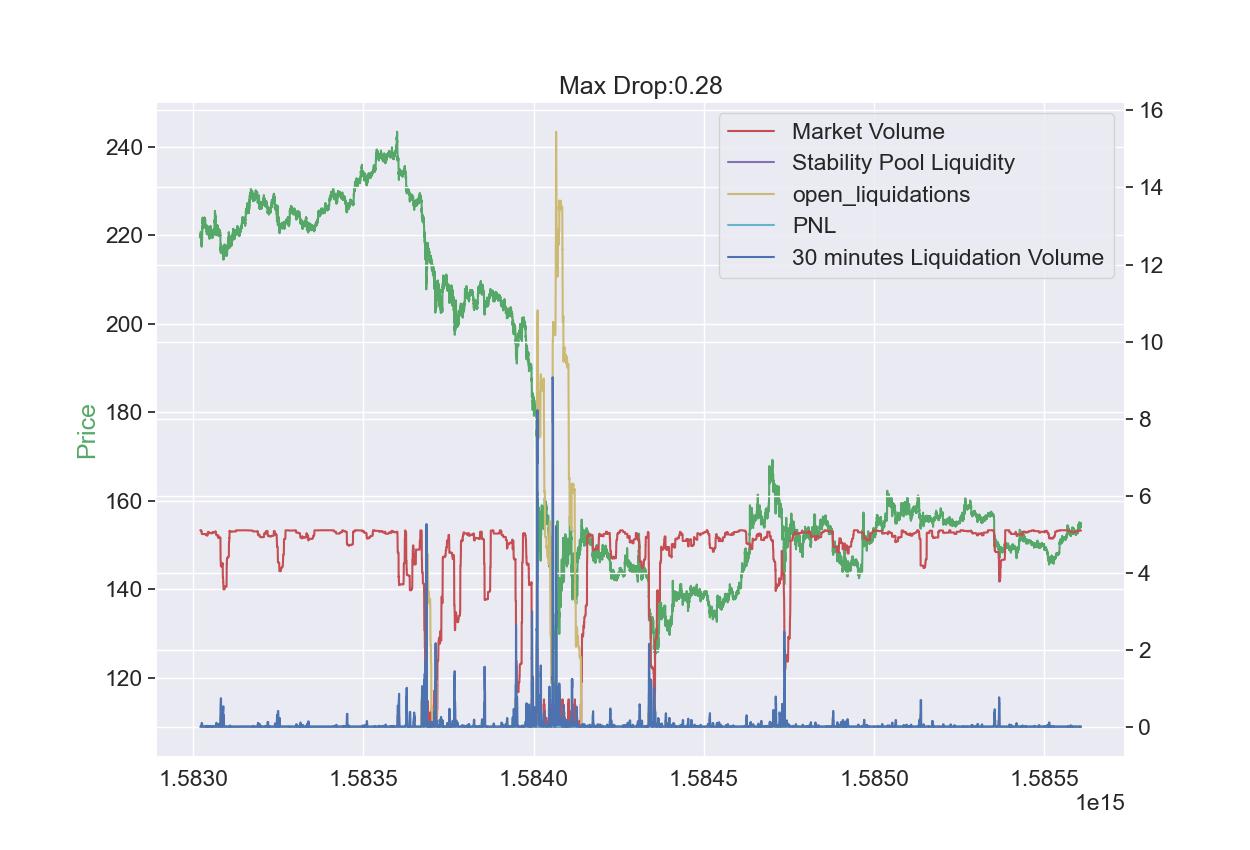 Max Drop:0.28
Market Volume
Stability Pool Liquidity
open_liquidations
PNL
30 minutes Liquidation Volume
Price
240
220
200
180
160
140
120
16
14
12
10
8
6
4
2
0
1.5830 1.5835 1.5840 1.5845 1.5850 1.5855
1e15